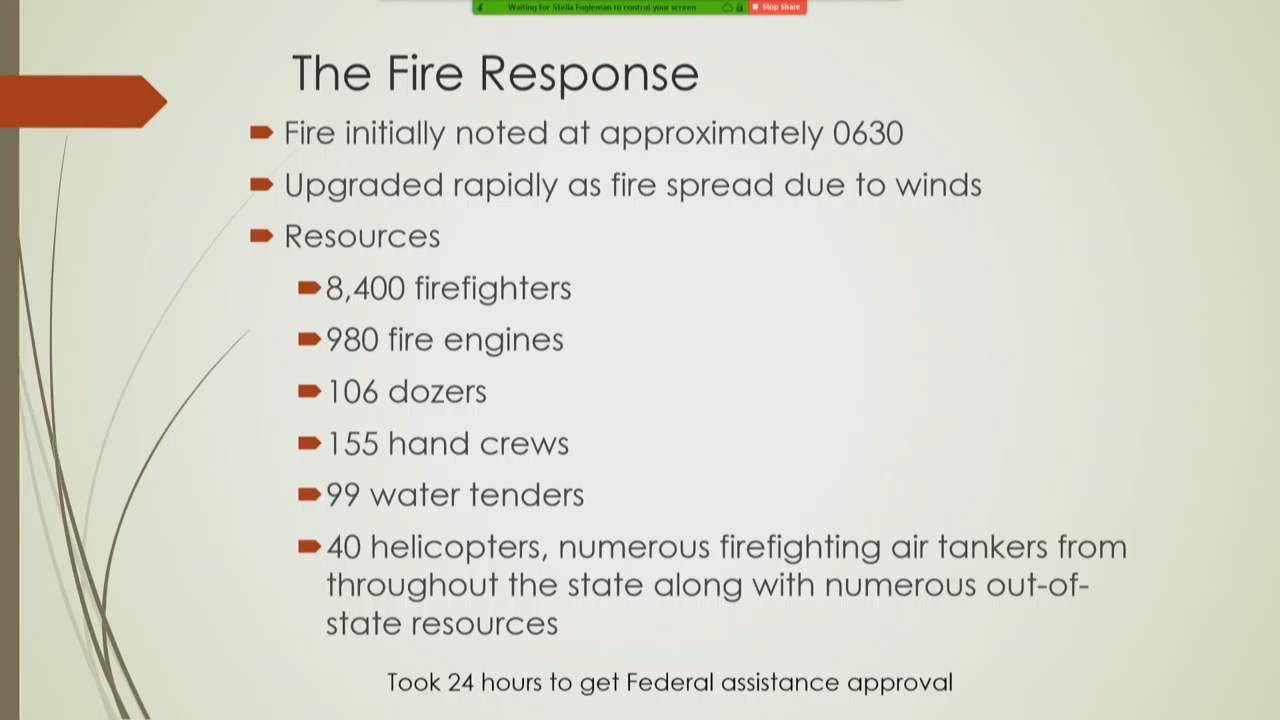 Waiting for Stella Fogleman to control your screen
Stop Share
The Fire Response
Fire initially noted at approximately 0630
Upgraded rapidly as fire spread due to winds
Resources
8,400 firefighters
980 fire engines
106 dozers
155 hand crews
99 water tenders
40 helicopters, numerous firefighting air tankers from
throughout the state along with numerous out-of-
state resources
Took 24 hours to get Federal assistance approval